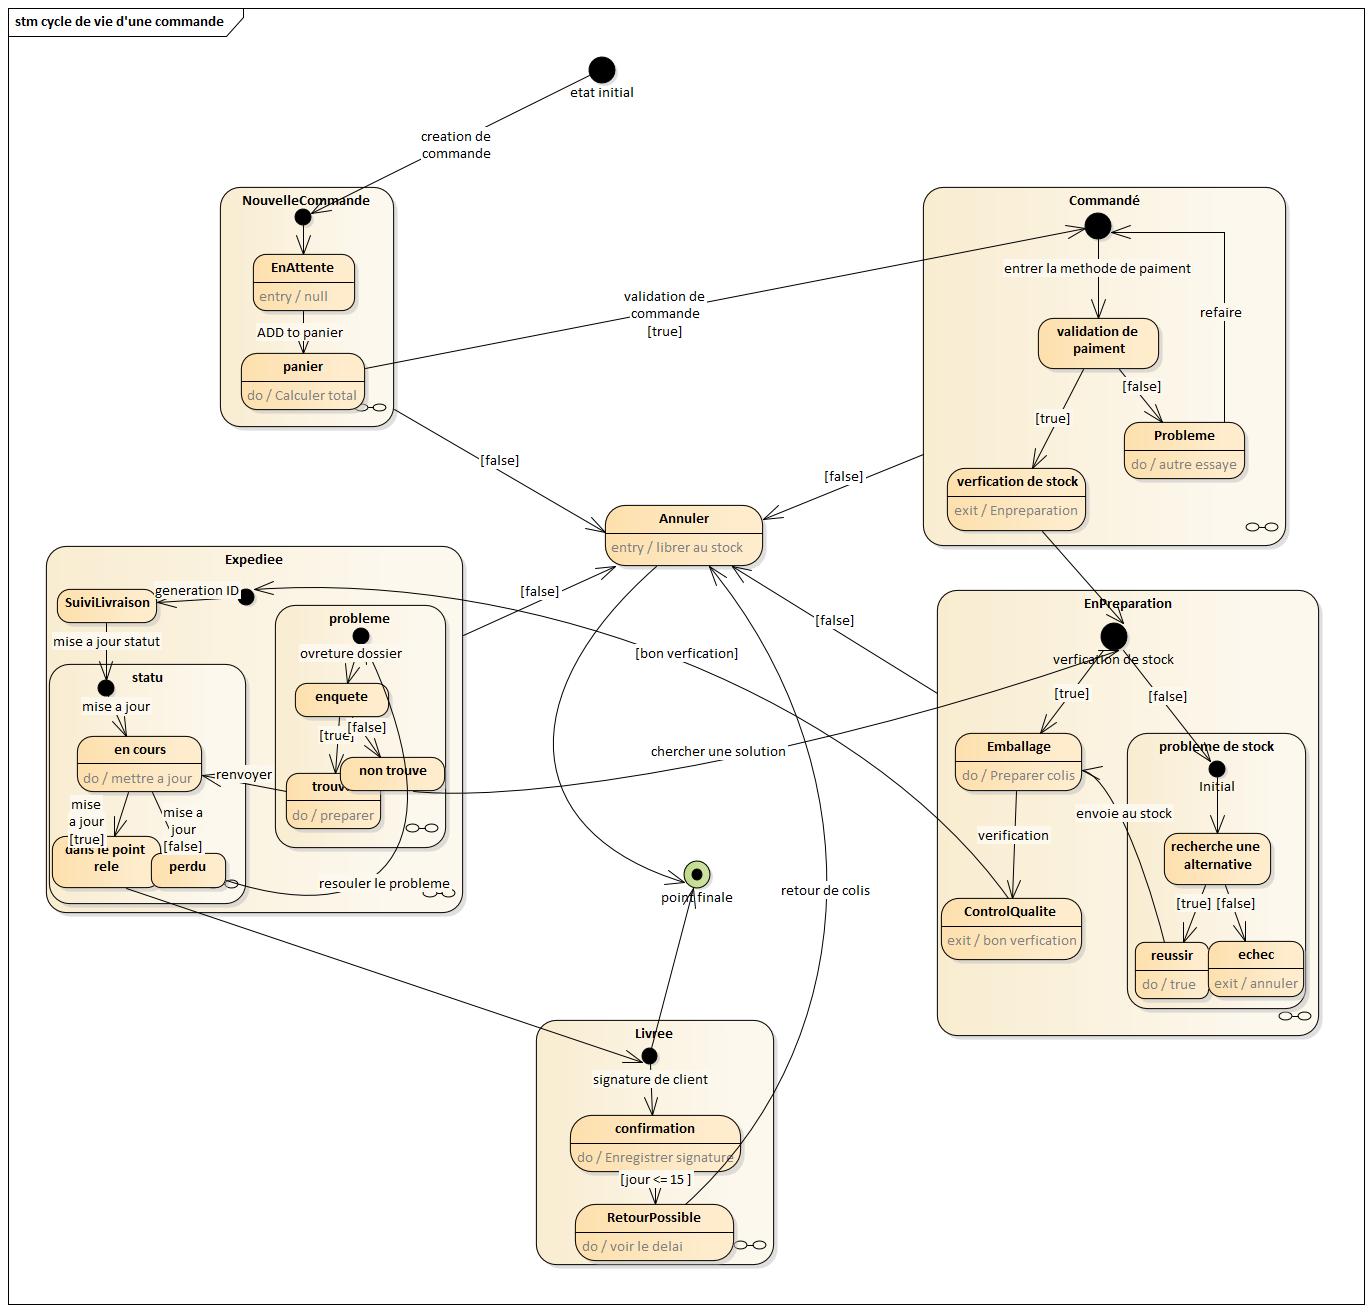 stm cycle de vie d'une commande
etat initial
creation de
commande
NouvelleCommande
EnAttente
entry / null
ADD to panier
panier
do / Calculer total
validation de
commande
[true]
Commandé
entrer la methode de paiment
validation de
paiment
refaire
[true]
[false]
Probleme
do / autre essaye
verfication de stock
exit / Enpreparation
[false]
[false]
Annuler
entry / librer au stock
[false]
[false]
Expediee
SuiviLivraison
generation ID
mise a jour statut
statu
mise a jour
en cours
do / mettre a jour
mise
a jour
[true]
mise a
jour
[false]
dans le point
rele
perdu
probleme
ovreture dossier
enquete
[true]
[false]
non trouve
trouv
do / preparer
renvoyer
resouler le probleme
[bon verfication]
chercher une solution
EnPreparation
verfication de stock
[true]
[false]
Emballage
do / Preparer colis
verification
ControlQualite
exit / bon verfication
envoie au stock
probleme de stock
Initial
recherche une
alternative
[true]
[false]
reussir
do / true
echec
exit / annuler
point finale
retour de colis
Livree
signature de client
confirmation
do / Enregistrer signature
[jour <= 15 ]
RetourPossible
do / voir le delai